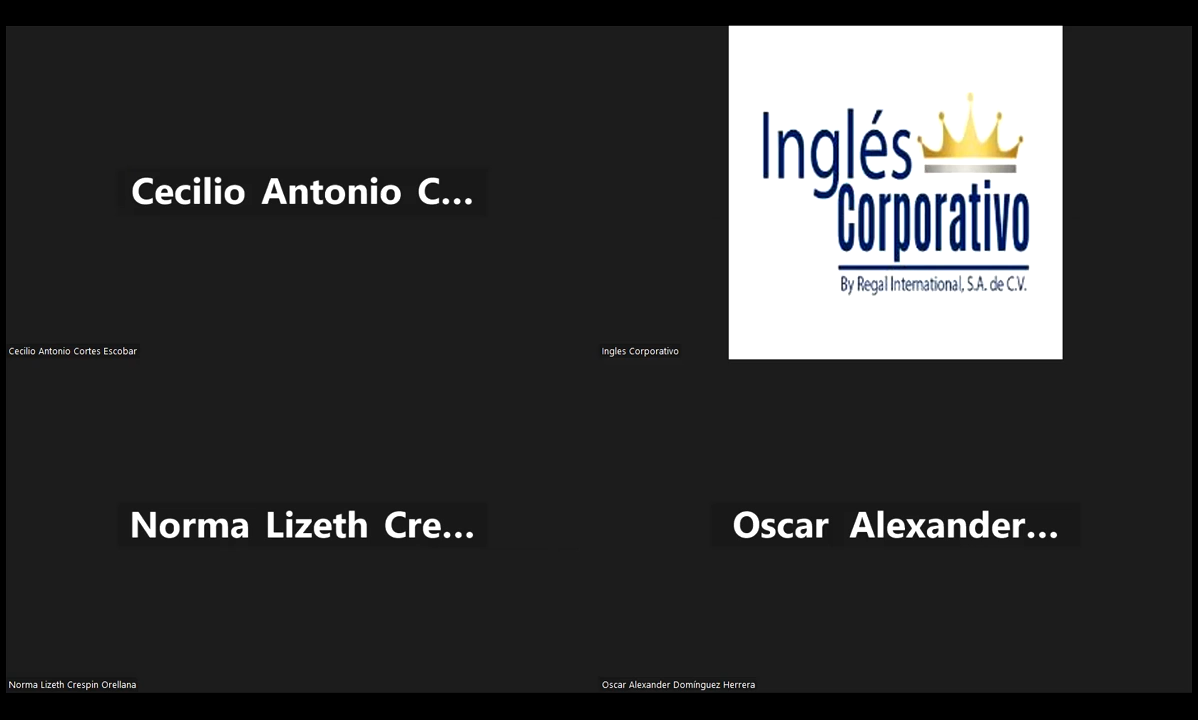 Cecilio Antonio C...
Inglés
Corporativo
By Regal International, S.A. de C.V.
Cecilio Antonio Cortes Escobar
Ingles Corporativo
Norma Lizeth Cre...
Oscar Alexander...
Norma Lizeth Crespin Orellana
Oscar Alexander Domínguez Herrera